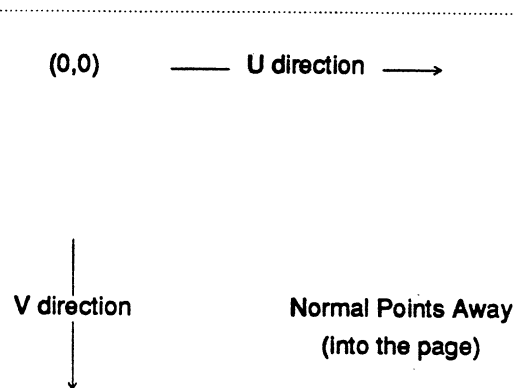 (0,0)
U direction
V direction
Normal Points Away
(into the page)